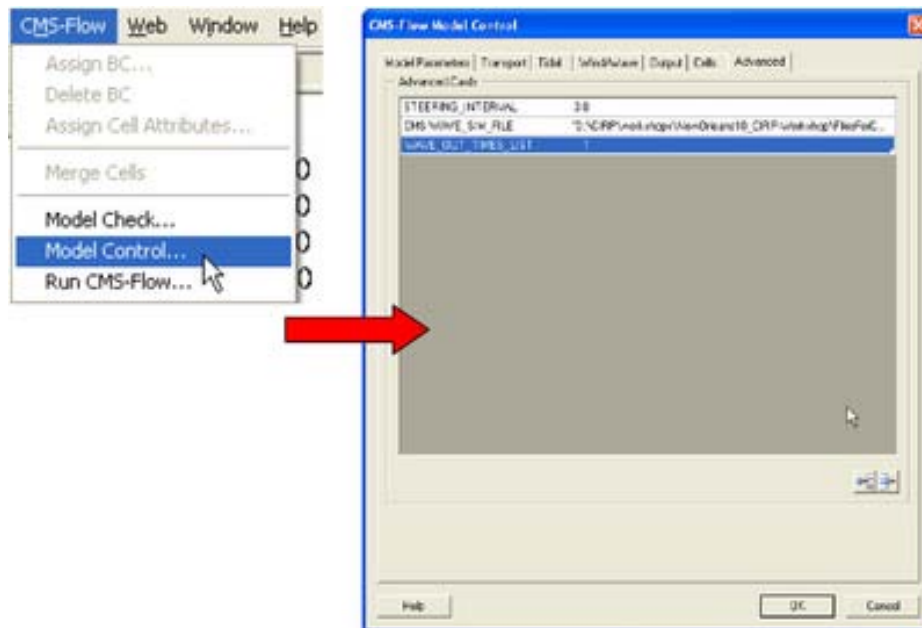 CMS-Flow Web Window Help
Assign BC...
Delete BC
Assign Cell Attributes...
Merge Cells
Model Check...
Model Control...
Run CMS-Flow...
0
0
0
0
CMS-Flow Model Control
Model Parameters Transport Tidal Wind/Wave Output Cells Advanced
Advanced Cards
STEERING_INTERVAL 3.0
CMS-WAVE_SIM_FILE
WAVE_OUT_TIMES_LIST 1
Help OK Cancel